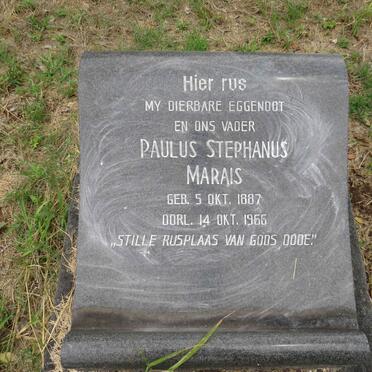 Hier rus
MY DIERBARE EGGENOOT
EN ONS VADER
PAULUS STEPHANUS
MARAIS
GEB. 5 OKT. 1887
OORL. 14 OKT. 1966
„STILLE RUSPLAAS VAN GODS DODE."